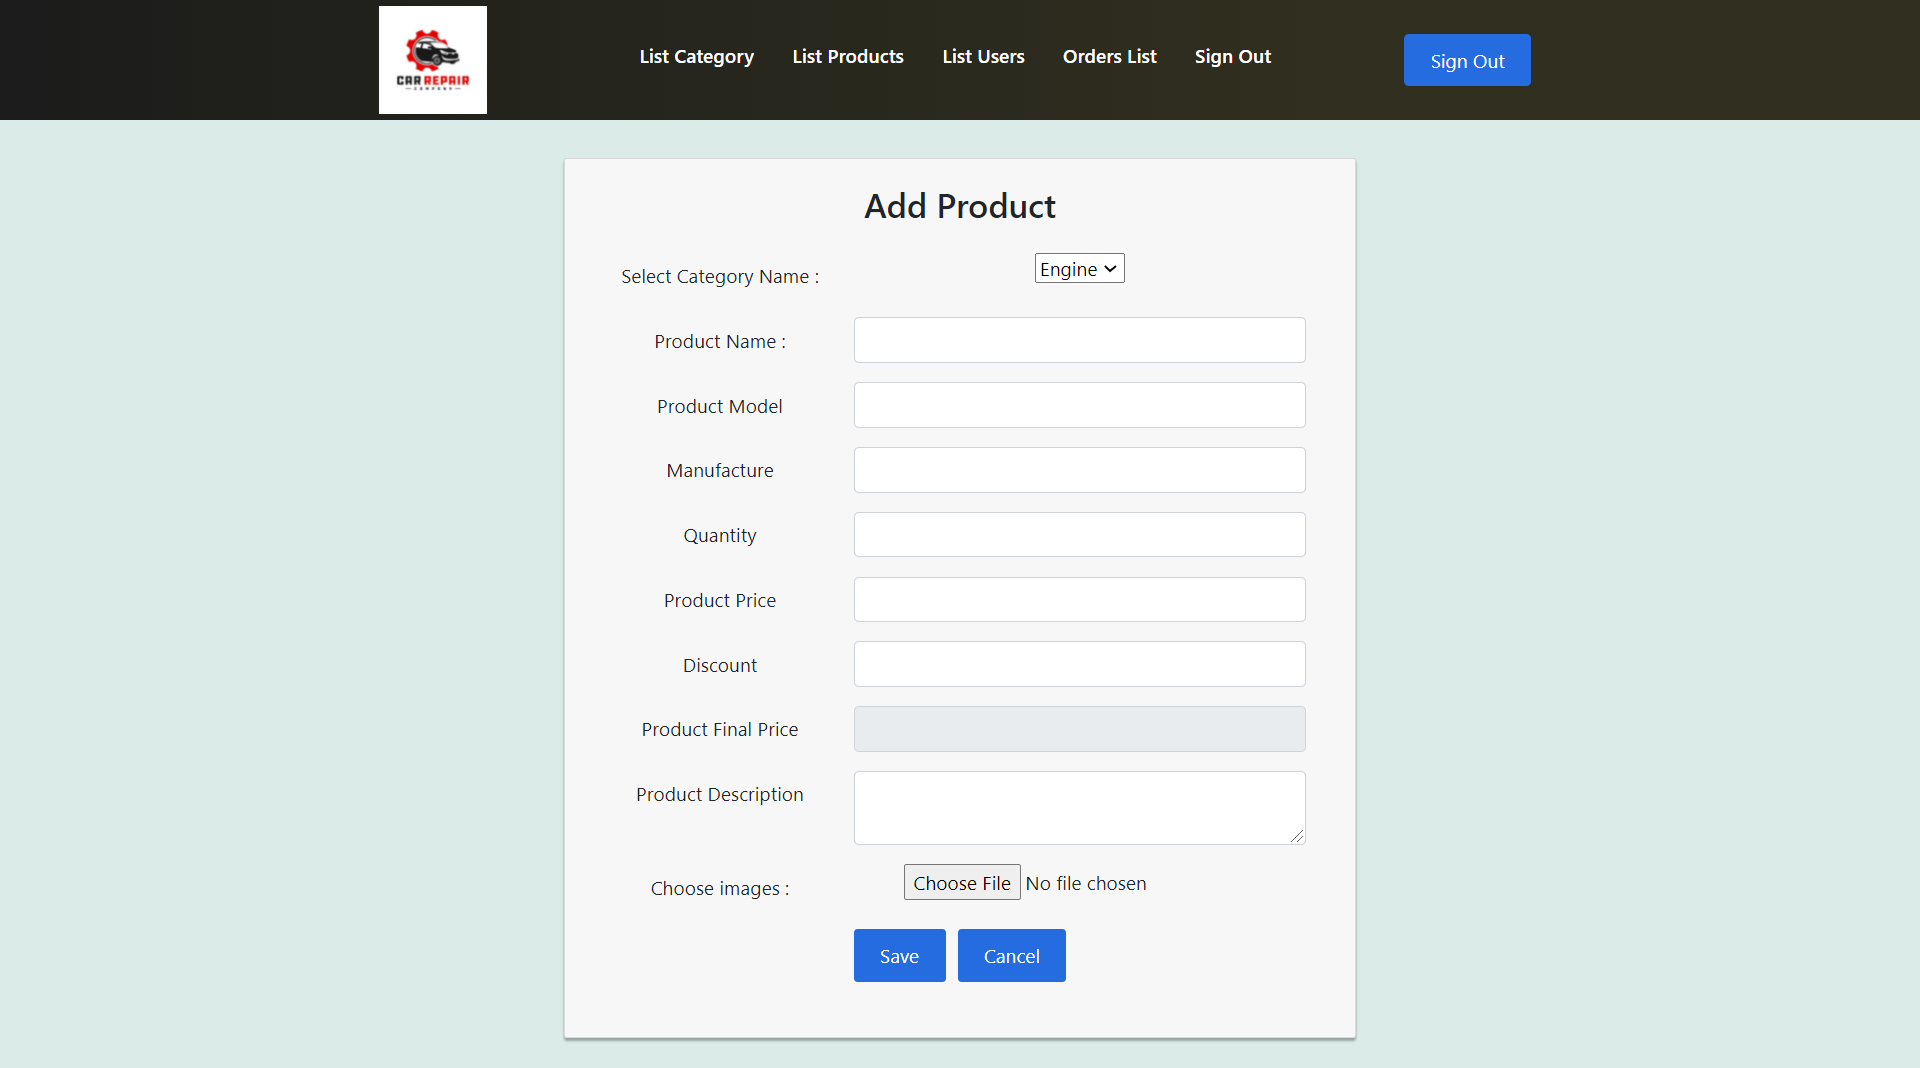 CAR REPAIR
COMPANY
List Category
List Products
List Users
Orders List
Sign Out
Sign Out
Add Product
Select Category Name :
Engine
Product Name :
Product Model
Manufacture
Quantity
Product Price
Discount
Product Final Price
Product Description
Choose images :
Choose File No file chosen
Save
Cancel